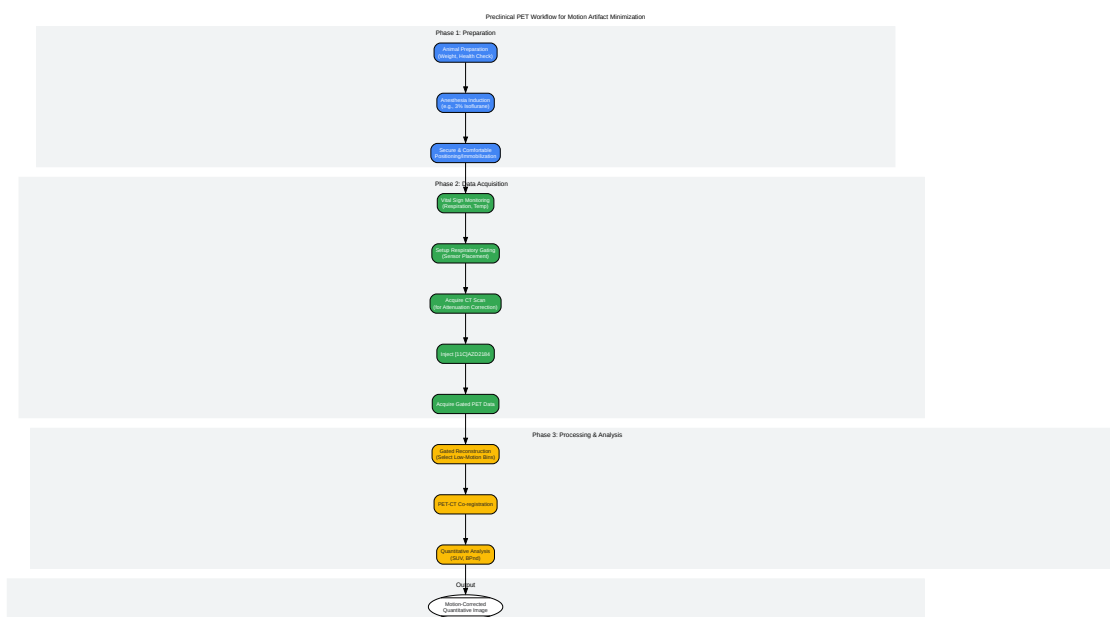 Preclinical PET Workflow for Motion Artifact Minimization
Phase 1: Preparation
Animal Preparation
(Weight, Health Check)
Anesthesia Induction
(e.g., 2% Isoflurane)
Secure & Comfortable
Positioning/Immobilization
Phase 2: Data Acquisition
Vital Sign Monitoring
(Respiration, Temp)
Setup Respiratory Gating
(Sensor Placement)
Acquire CT Scan
(for Attenuation Correction)
Inject [11C]AZD2184
Acquire Gated PET Data
Phase 3: Processing & Analysis
Gated Reconstruction
(Select Low-Motion Bins)
PET-CT Co-registration
Quantitative Analysis
(SUV, BPnd)
Output
Motion-Corrected
Quantitative Image